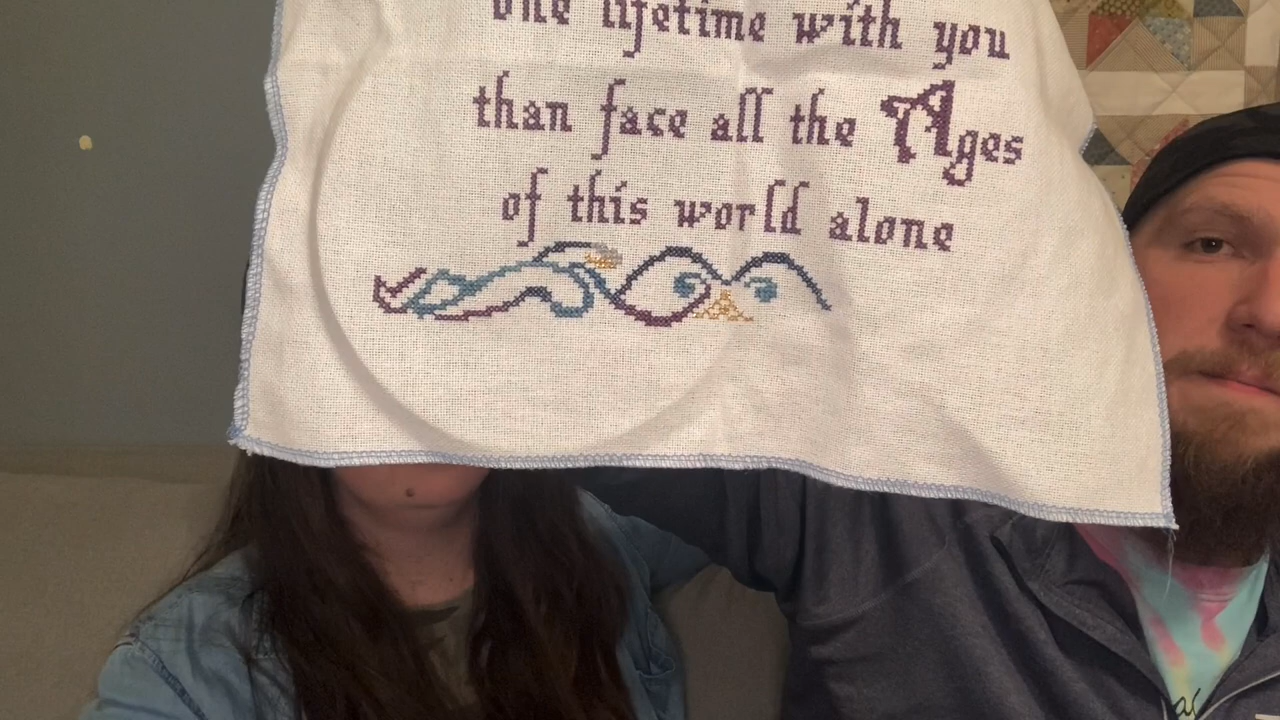 one lifetime with you
than face all the Ages
of this world alone